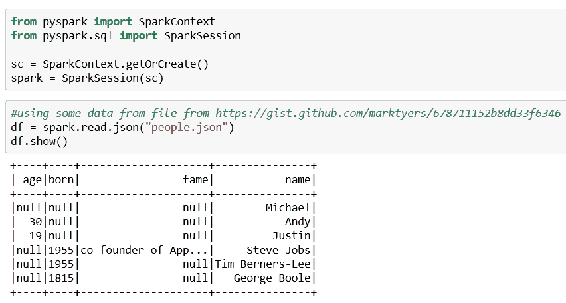 from pyspark import SparkContext
from pyspark.sql import SparkSession
sc = SparkContext.getOrCreate()
spark = SparkSession(sc)
#using some data from file from https://gist.github.com/marktyers/678711152b8dd33f6346
df = spark.read.json("people.json")
df.show()
+----+----+--------------------+---------------+
| age|born|                fame|           name|
+----+----+--------------------+---------------+
|null|null|                null|        Michael|
|  30|null|                null|           Andy|
|  19|null|                null|         Justin|
|null|1955|co founder of App...|     Steve Jobs|
|null|1955|                null|Tim Berners-Lee|
|null|1815|                null|   George Boole|
+----+----+--------------------+---------------+